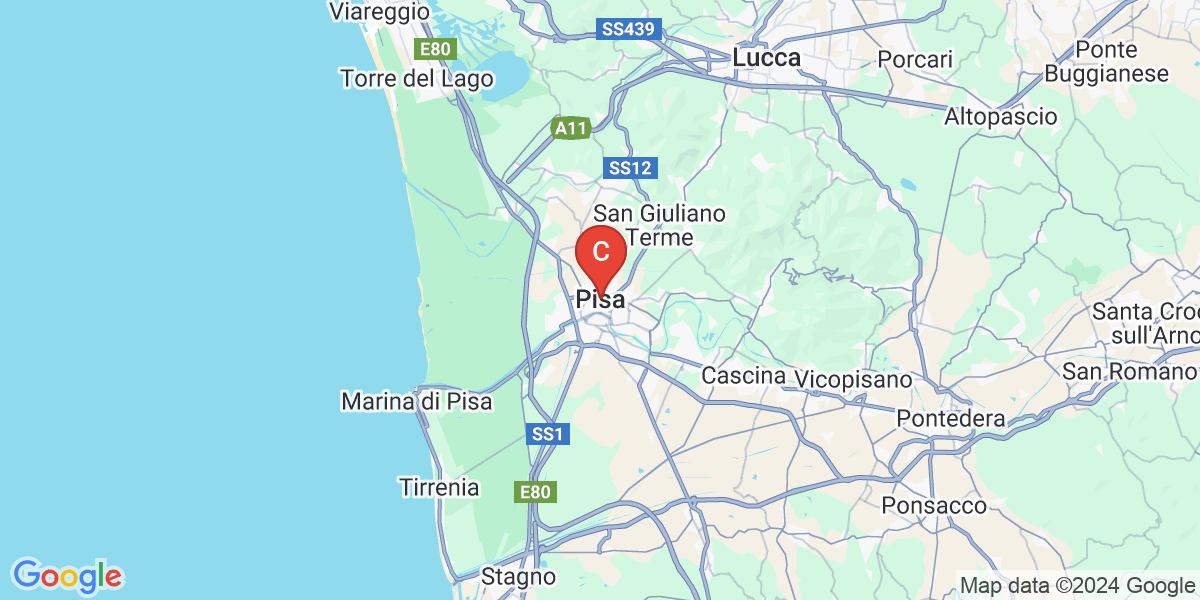 Viareggio
SS439
E80
Lucca
Porcari
Ponte
Buggianese
Torre del Lago
Altopascio
A11
SS12
San Giuliano
Terme
C
Pisa
Santa Croc
sull'Arno
San Romano
Cascina
Vicopisano
Marina di Pisa
Pontedera
SS1
Tirrenia
E80
Ponsacco
Stagno
Google
Map data ©2024 Google